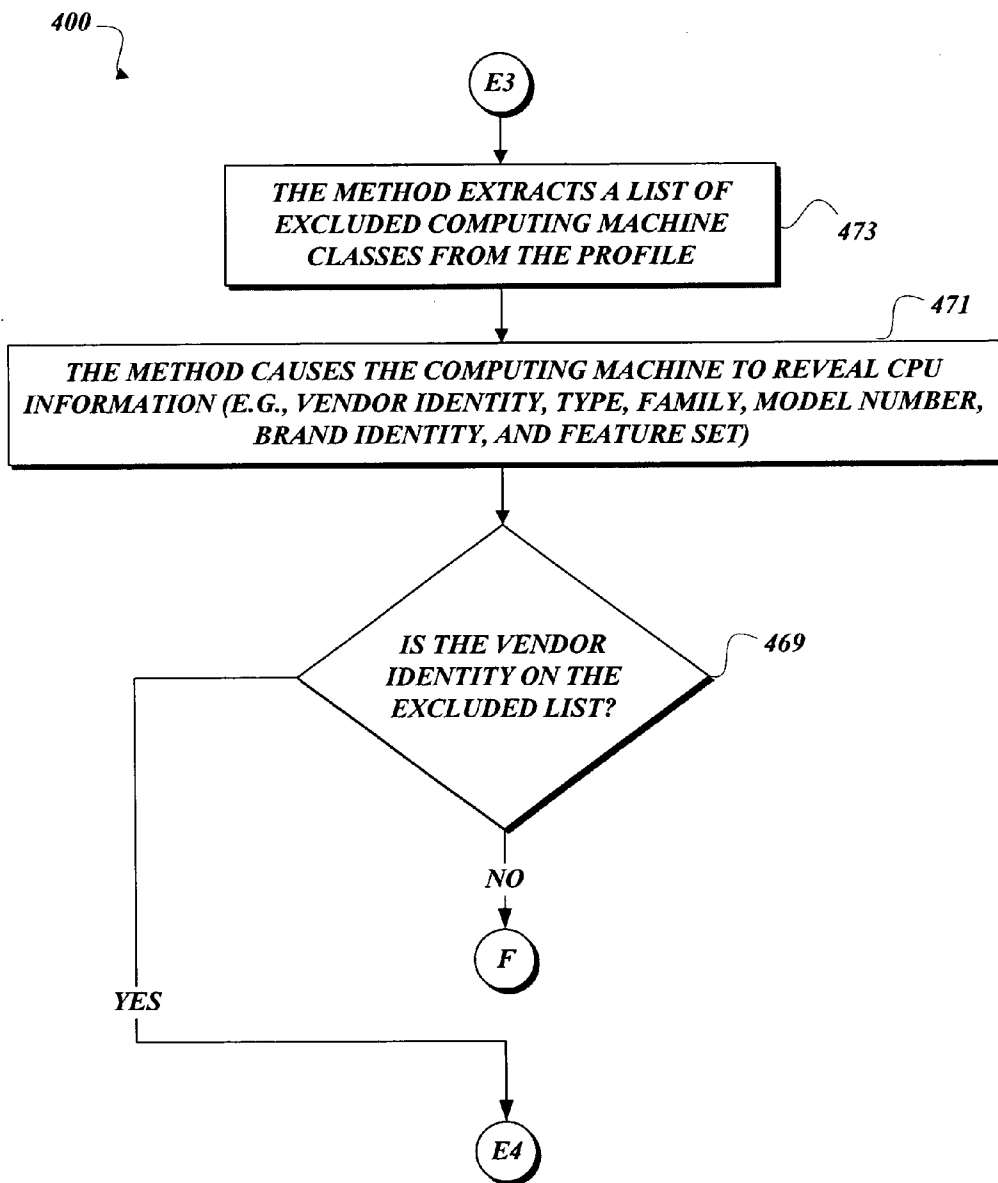 400
E3
THE METHOD EXTRACTS A LIST OF
EXCLUDED COMPUTING MACHINE
CLASSES FROM THE PROFILE
473
471
THE METHOD CAUSES THE COMPUTING MACHINE TO REVEAL CPU
INFORMATION (E.G., VENDOR IDENTITY, TYPE, FAMILY, MODEL NUMBER,
BRAND IDENTITY, AND FEATURE SET)
IS THE VENDOR
IDENTITY ON THE
EXCLUDED LIST?
469
NO
F
YES
E4